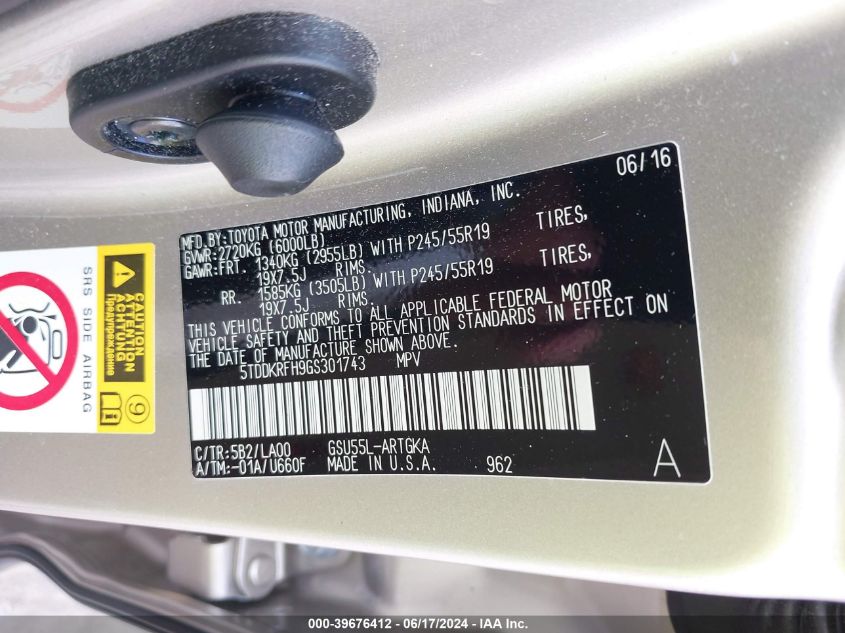 06/16
MFD.BY:TOYOTA MOTOR MANUFACTURING, INDIANA, INC.
GVWR:2720KG (6000LB)
GAWR:FRT. 1340KG (2955LB) WITH P245/55R19 TIRES,
19X7.5J RIMS.
RR. 1585KG (3505LB) WITH P245/55R19 TIRES,
19X7.5J RIMS.
THIS VEHICLE CONFORMS TO ALL APPLICABLE FEDERAL MOTOR
VEHICLE SAFETY AND THEFT PREVENTION STANDARDS IN EFFECT ON
THE DATE OF MANUFACTURE SHOWN ABOVE.
5TDDKRFH9GS301743 MPV
C/TR:5B2/LA00 GSU55L-ARTGKA
A/TM:-01A/U660F MADE IN U.S.A. 962 A
SRS SIDE AIRBAG
CAUTION
ATTENTION
ACHTUNG
Предупреждение
9
000-39676412 - 06/17/2024 - IAA Inc.